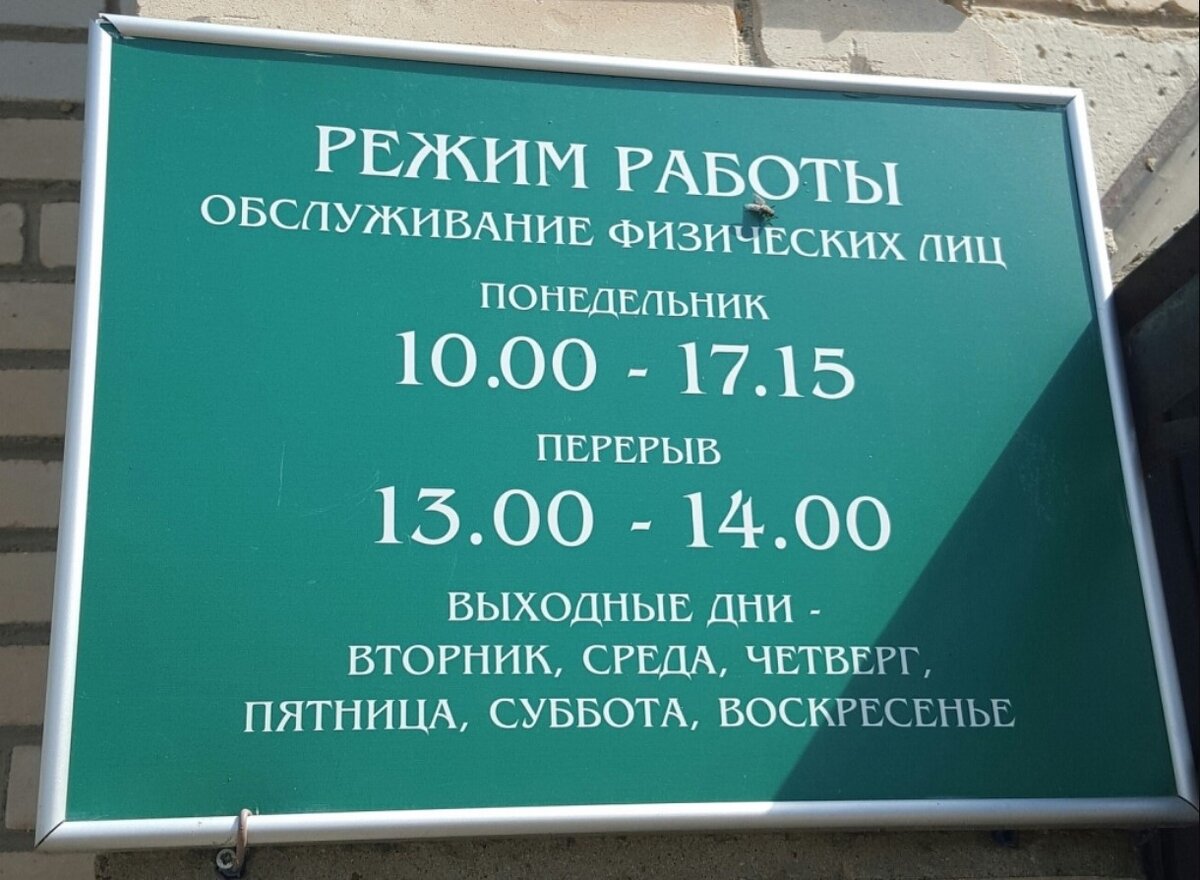 РЕЖИМ РАБОТЫ
ОБСЛУЖИВАНИЕ ФИЗИЧЕСКИХ ЛИЦ
ПОНЕДЕЛЬНИК
10.00 - 17.15
ПЕРЕРЫВ
13.00 - 14.00
ВЫХОДНЫЕ ДНИ -
ВТОРНИК, СРЕДА, ЧЕТВЕРГ,
ПЯТНИЦА, СУББОТА, ВОСКРЕСЕНЬЕ